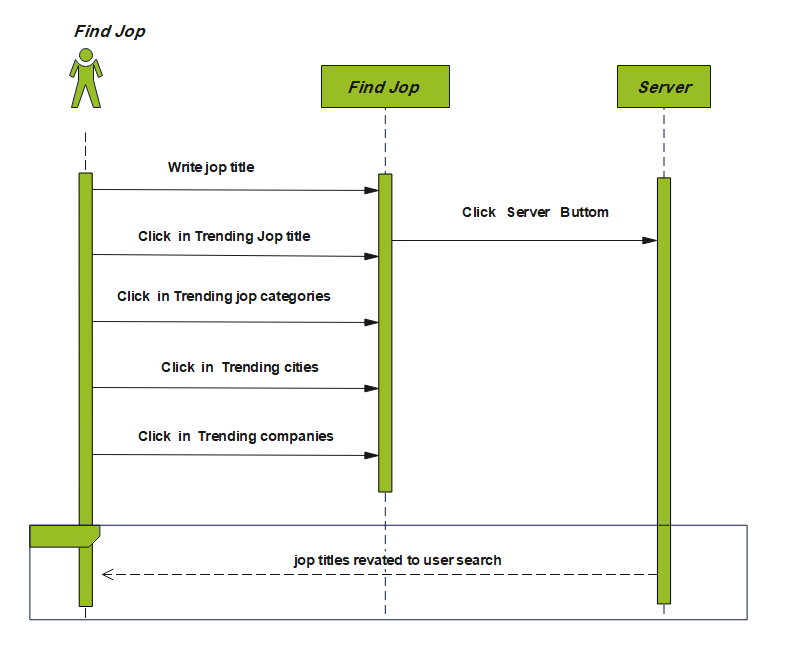 Find Jop
Find Jop
Server
Write jop title
Click Server Buttom
Click in Trending Jop title
Click in Trending jop categories
Click in Trending cities
Click in Trending companies
jop titles revated to user search